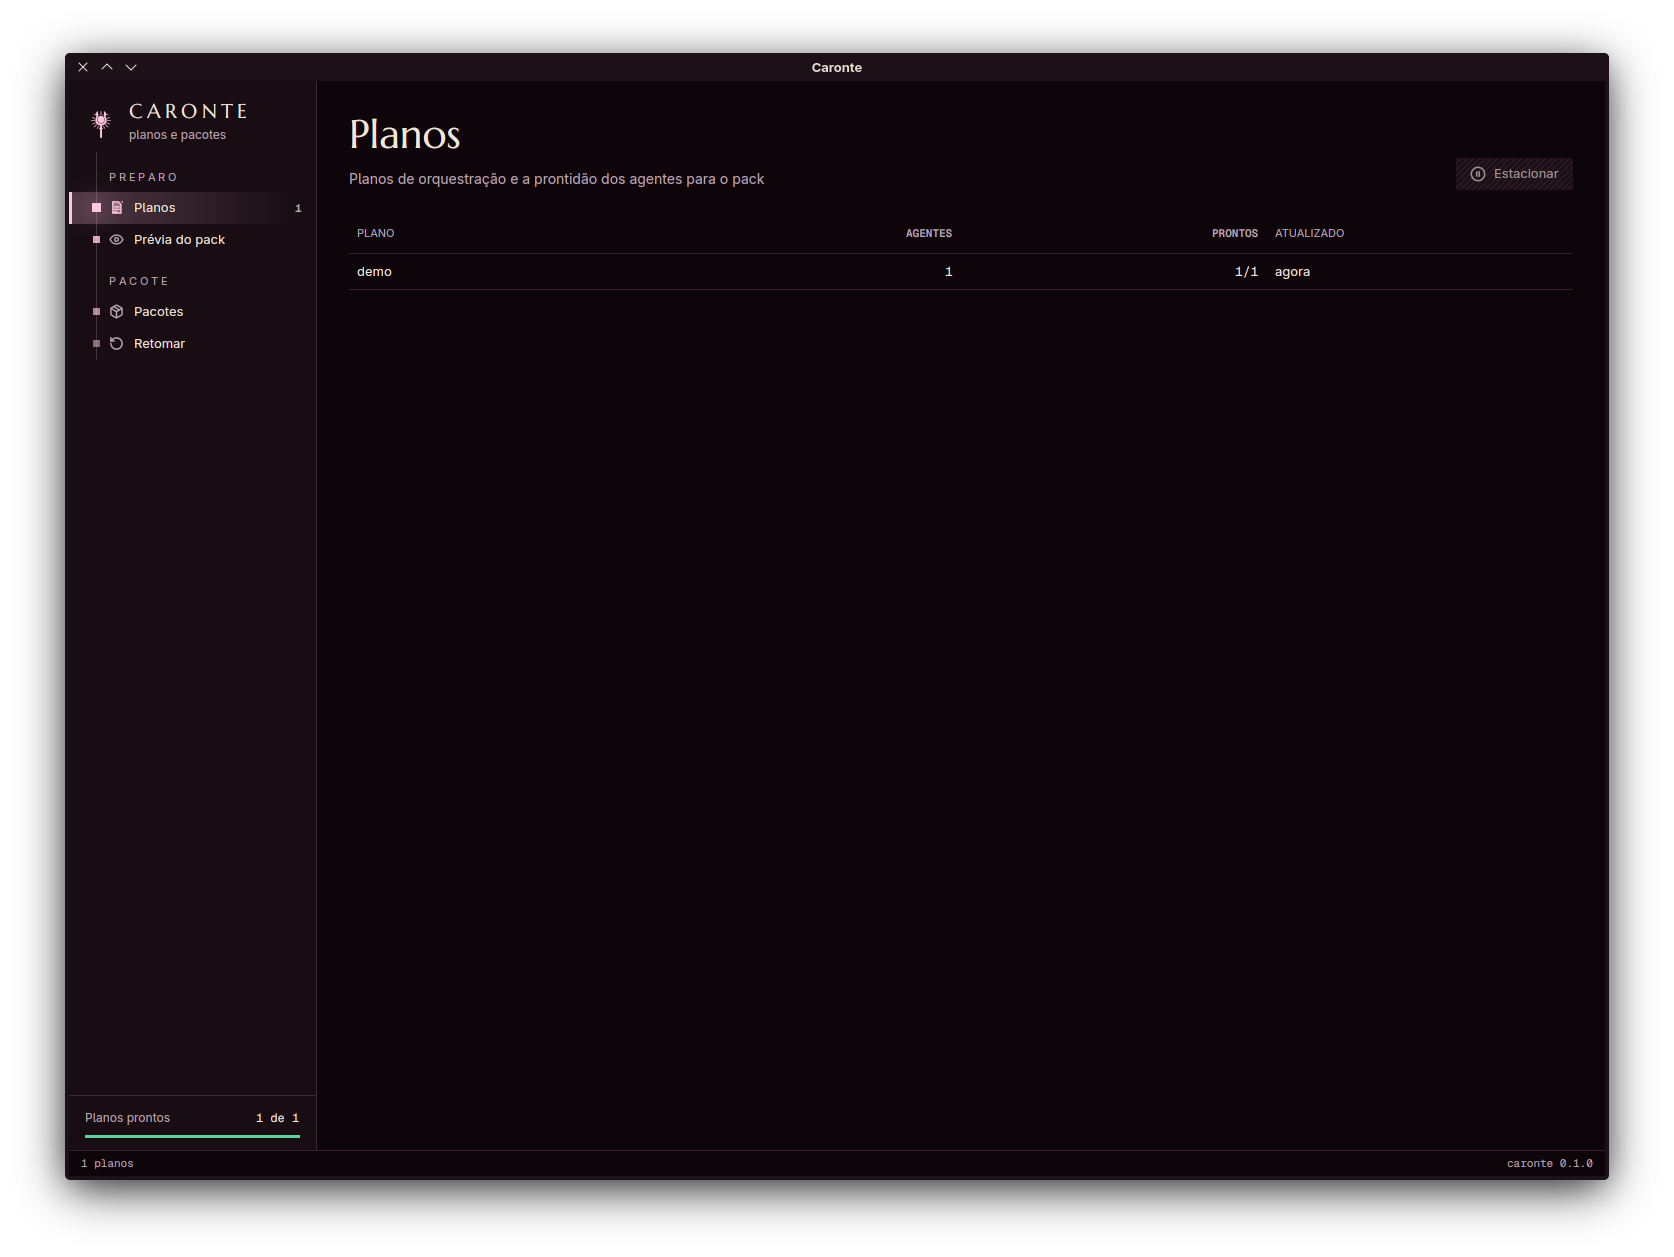 Caronte
CARONTE
planos e pacotes
PREPARO
Planos 1
Prévia do pack
PACOTE
Pacotes
Retomar
Planos prontos 1 de 1
Planos
Planos de orquestração e a prontidão dos agentes para o pack
Estacionar
PLANO AGENTES PRONTOS ATUALIZADO
demo 1 1/1 agora
1 planos caronte 0.1.0